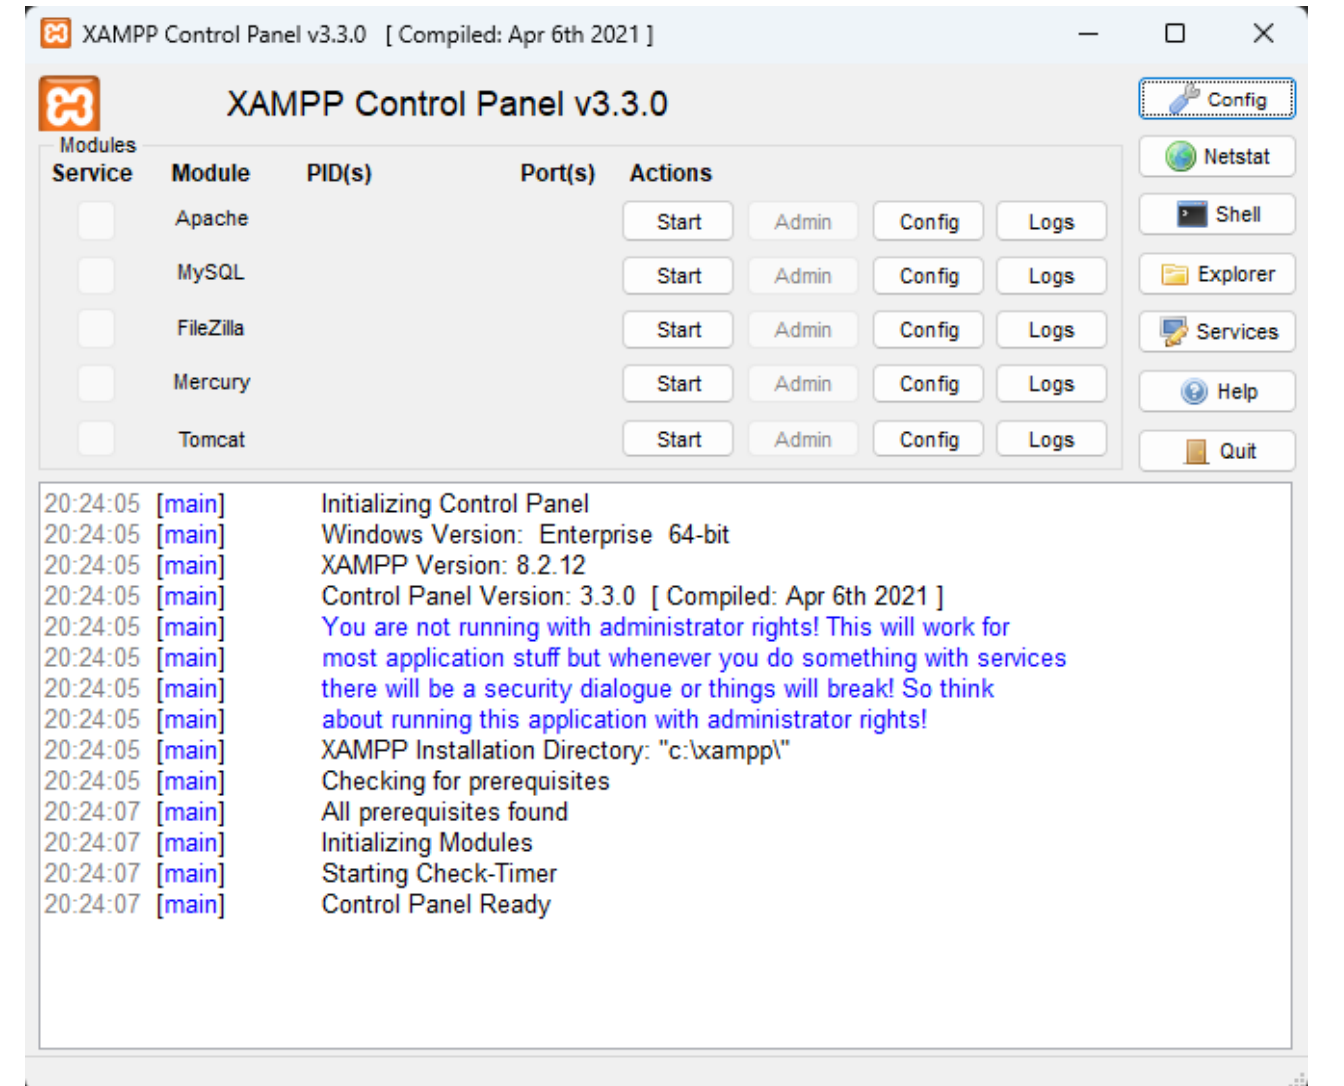 XAMPP Control Panel v3.3.0 [ Compiled: Apr 6th 2021 ]
XAMPP Control Panel v3.3.0
Config
Modules
Service Module PID(s) Port(s) Actions
Netstat
Apache Start Admin Config Logs
Shell
MySQL Start Admin Config Logs
Explorer
FileZilla Start Admin Config Logs
Services
Mercury Start Admin Config Logs
Help
Tomcat Start Admin Config Logs
Quit
20:24:05 [main] Initializing Control Panel
20:24:05 [main] Windows Version: Enterprise 64-bit
20:24:05 [main] XAMPP Version: 8.2.12
20:24:05 [main] Control Panel Version: 3.3.0 [ Compiled: Apr 6th 2021 ]
20:24:05 [main] You are not running with administrator rights! This will work for
20:24:05 [main] most application stuff but whenever you do something with services
20:24:05 [main] there will be a security dialogue or things will break! So think
20:24:05 [main] about running this application with administrator rights!
20:24:05 [main] XAMPP Installation Directory: "c:\xampp\"
20:24:05 [main] Checking for prerequisites
20:24:07 [main] All prerequisites found
20:24:07 [main] Initializing Modules
20:24:07 [main] Starting Check-Timer
20:24:07 [main] Control Panel Ready